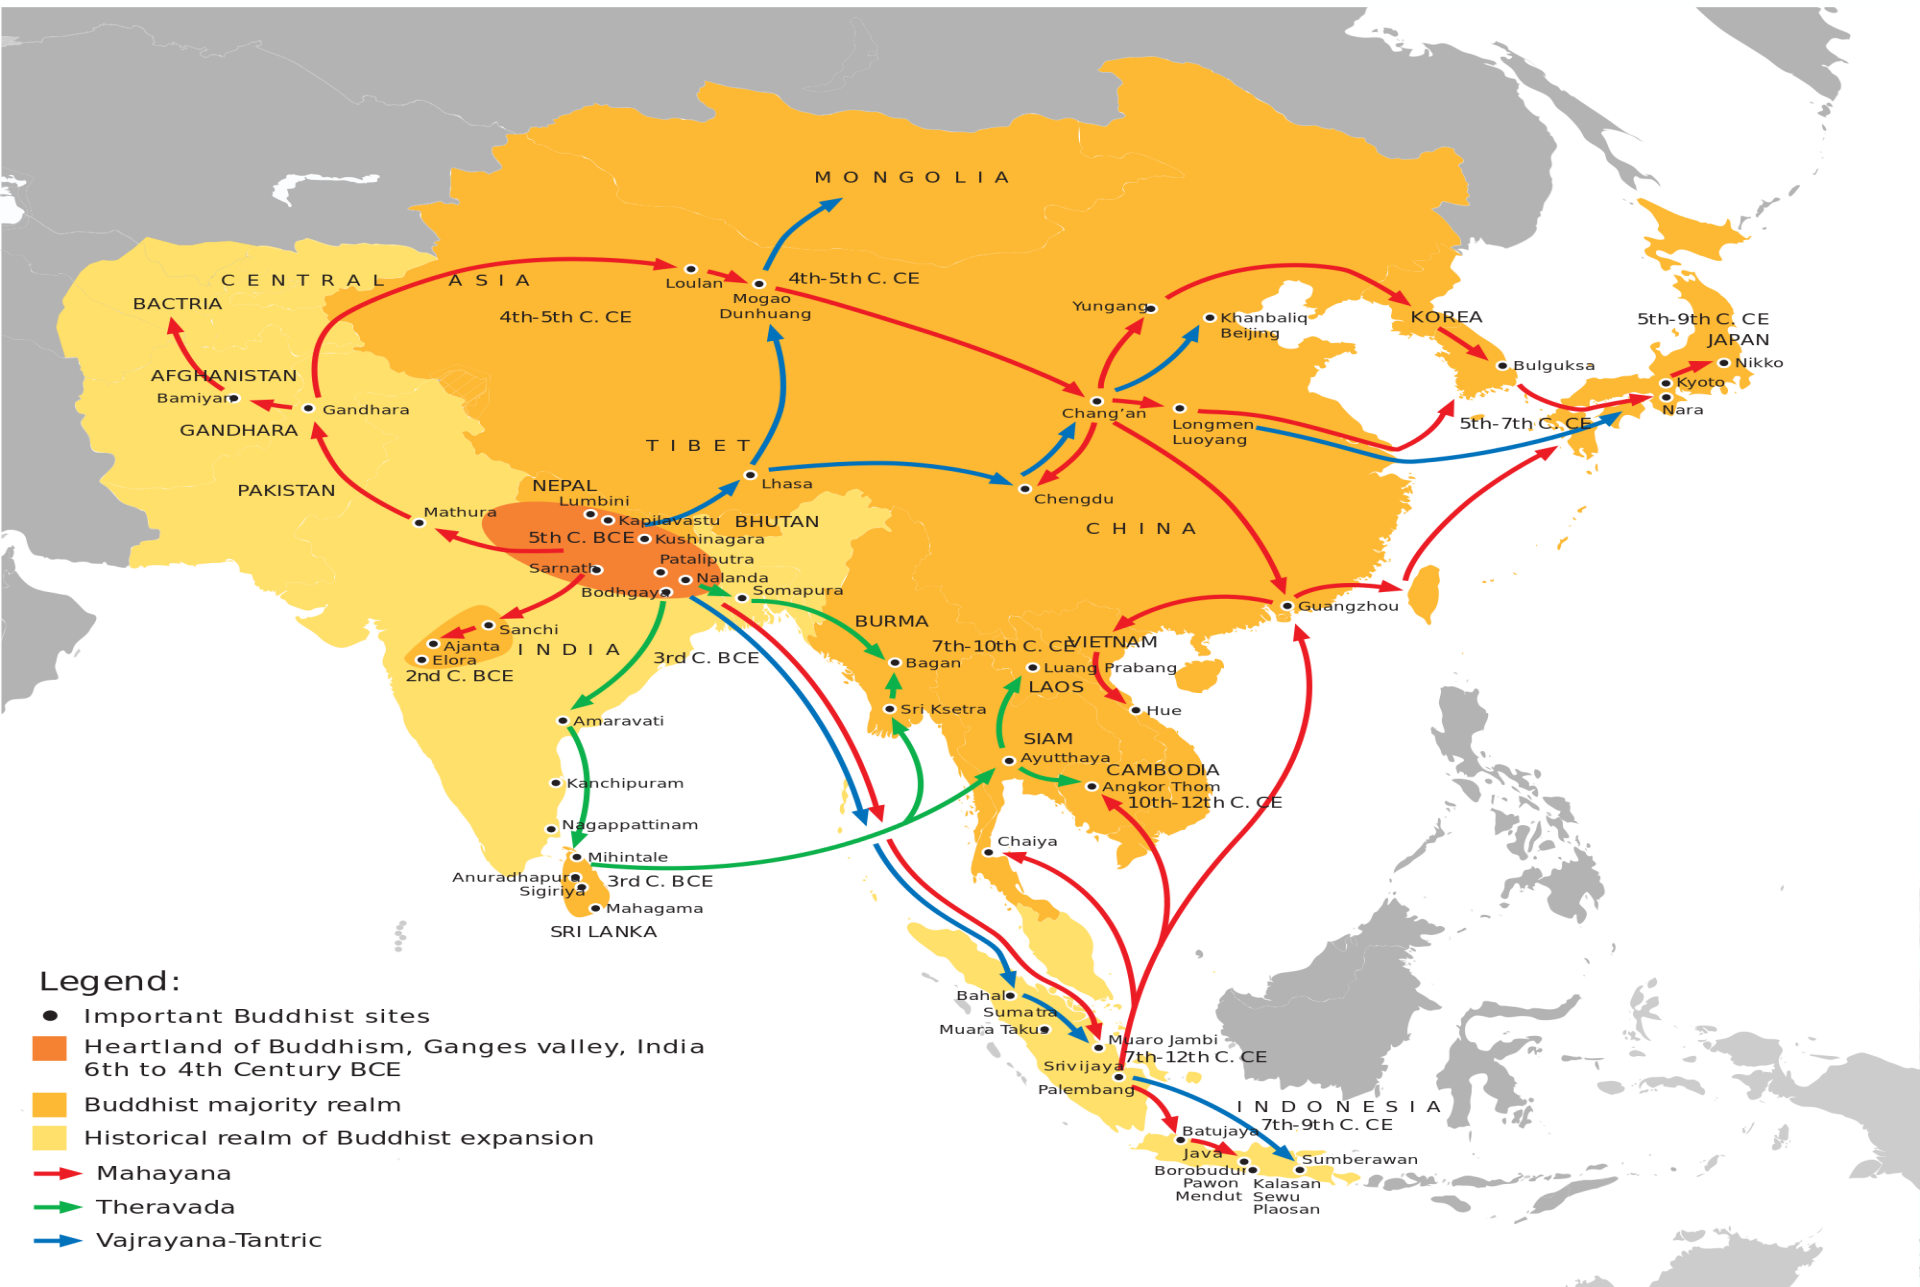 MONGOLIA
CENTRAL ASIA
BACTRIA
Loulan
4th-5th C. CE
Mogao
Dunhuang
4th-5th C. CE
Yungang
Khanbaliq
Beijing
KOREA
5th-9th C. CE
JAPAN
Bulguksa
Nikko
Kyoto
Nara
AFGHANISTAN
Bamiyan
Gandhara
GANDHARA
Chang'an
Longmen
Luoyang
5th-7th C. CE
TIBET
Lhasa
Chengdu
PAKISTAN
NEPAL
Lumbini
Mathura
Kapilavastu
BHUTAN
CHINA
5th C. BCE
Kushinagara
Pataliputra
Sarnath
Nalanda
Bodhgaya
Somapura
Guangzhou
BURMA
Sanchi
Ajanta
INDIA
Elora
3rd C. BCE
2nd C. BCE
7th-10th C. CE
VIETNAM
Bagan
Luang Prabang
LAOS
Sri Ksetra
Hue
Amaravati
SIAM
Ayutthaya
CAMBODIA
Angkor Thom
10th-12th C. CE
Kanchipuram
Nagappattinam
Chaiya
Mihintale
Anuradhapura
3rd C. BCE
Sigiriya
Mahagama
SRI LANKA
Bahal
Sumatra
Muara Takus
Muaro Jambi
7th-12th C. CE
Srivijaya
Palembang
INDONESIA
7th-9th C. CE
Batujaya
Java
Sumberawan
Borobudur
Pawon
Mendut
Kalasan
Sewu
Plaosan
Legend:
Important Buddhist sites
Heartland of Buddhism, Ganges valley, India
6th to 4th Century BCE
Buddhist majority realm
Historical realm of Buddhist expansion
Mahayana
Theravada
Vajrayana-Tantric